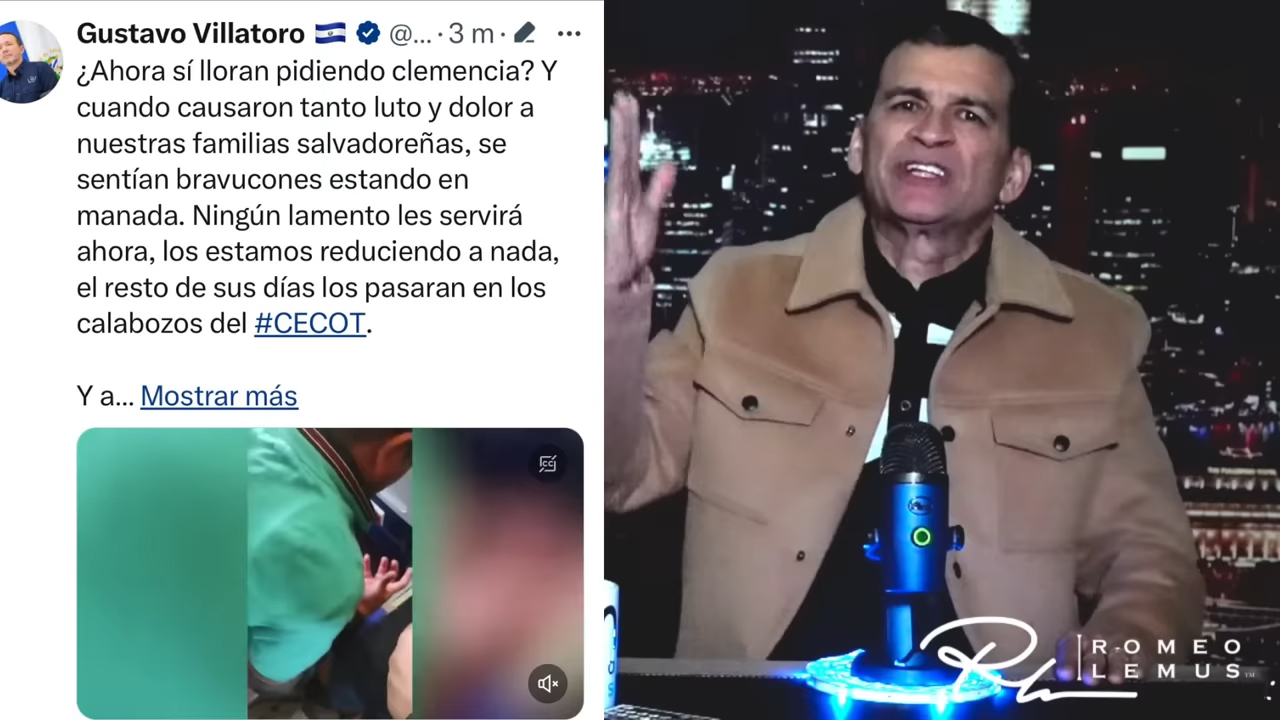 Gustavo Villatoro @... · 3 m ·
¿Ahora sí lloran pidiendo clemencia? Y
cuando causaron tanto luto y dolor a
nuestras familias salvadoreñas, se
sentían bravucones estando en
manada. Ningún lamento les servirá
ahora, los estamos reduciendo a nada,
el resto de sus días los pasaran en los
calabozos del #CECOT.
Y a... Mostrar más
CC
ROMEO
LEMUS™